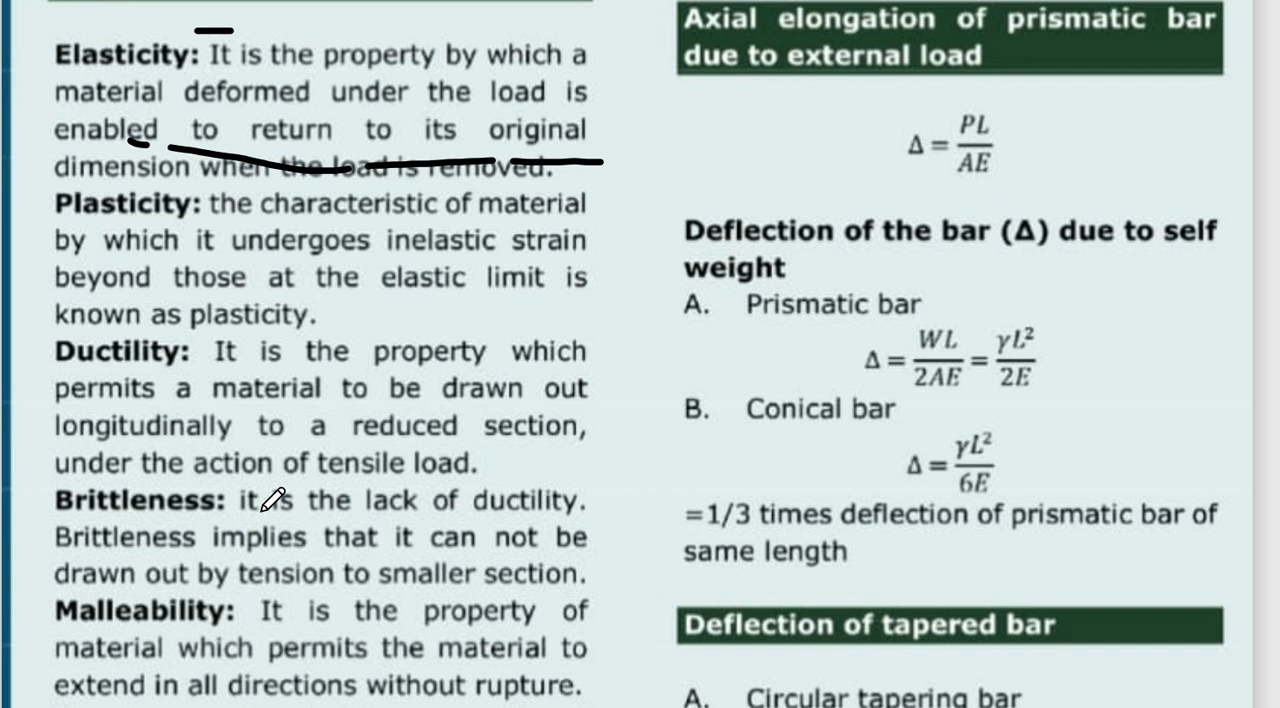 Elasticity: It is the property by which a
material deformed under the load is
enabled to return to its original
dimension when the load is removed.
Plasticity: the characteristic of material
by which it undergoes inelastic strain
beyond those at the elastic limit is
known as plasticity.
Ductility: It is the property which
permits a material to be drawn out
longitudinally to a reduced section,
under the action of tensile load.
Brittleness: it is the lack of ductility.
Brittleness implies that it can not be
drawn out by tension to smaller section.
Malleability: It is the property of
material which permits the material to
extend in all directions without rupture.
Axial elongation of prismatic bar
due to external load
Δ = PL/AE
Deflection of the bar (Δ) due to self
weight
A. Prismatic bar
Δ = WL/2AE = γL²/2E
B. Conical bar
Δ = γL²/6E
=1/3 times deflection of prismatic bar of
same length
Deflection of tapered bar
A. Circular tapering bar